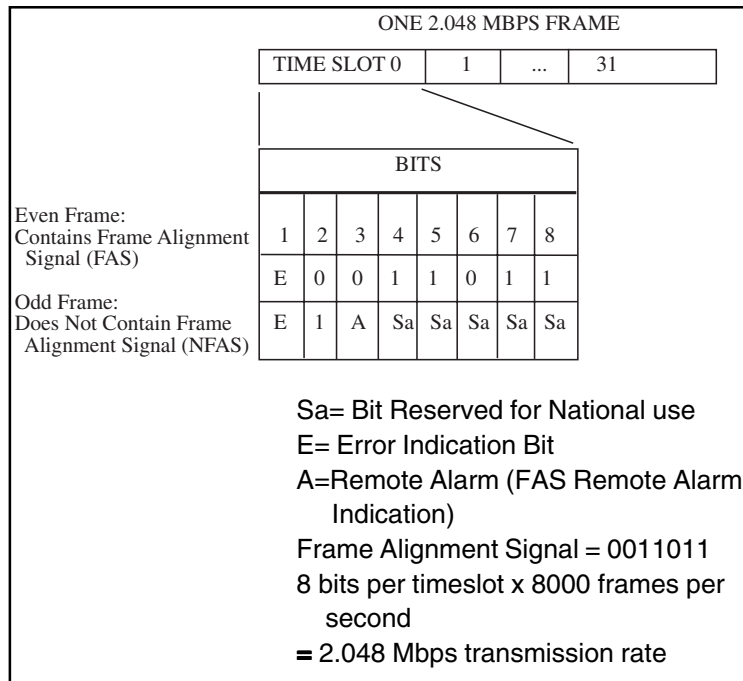 ONE 2.048 MBPS FRAME
TIME SLOT 0 1 ... 31
BITS
Even Frame:
Contains Frame Alignment
Signal (FAS)
1 2 3 4 5 6 7 8
E 0 0 1 1 0 1 1
Odd Frame:
Does Not Contain Frame
Alignment Signal (NFAS)
E 1 A Sa Sa Sa Sa Sa
Sa= Bit Reserved for National use
E= Error Indication Bit
A=Remote Alarm (FAS Remote Alarm
Indication)
Frame Alignment Signal = 0011011
8 bits per timeslot x 8000 frames per
second
= 2.048 Mbps transmission rate